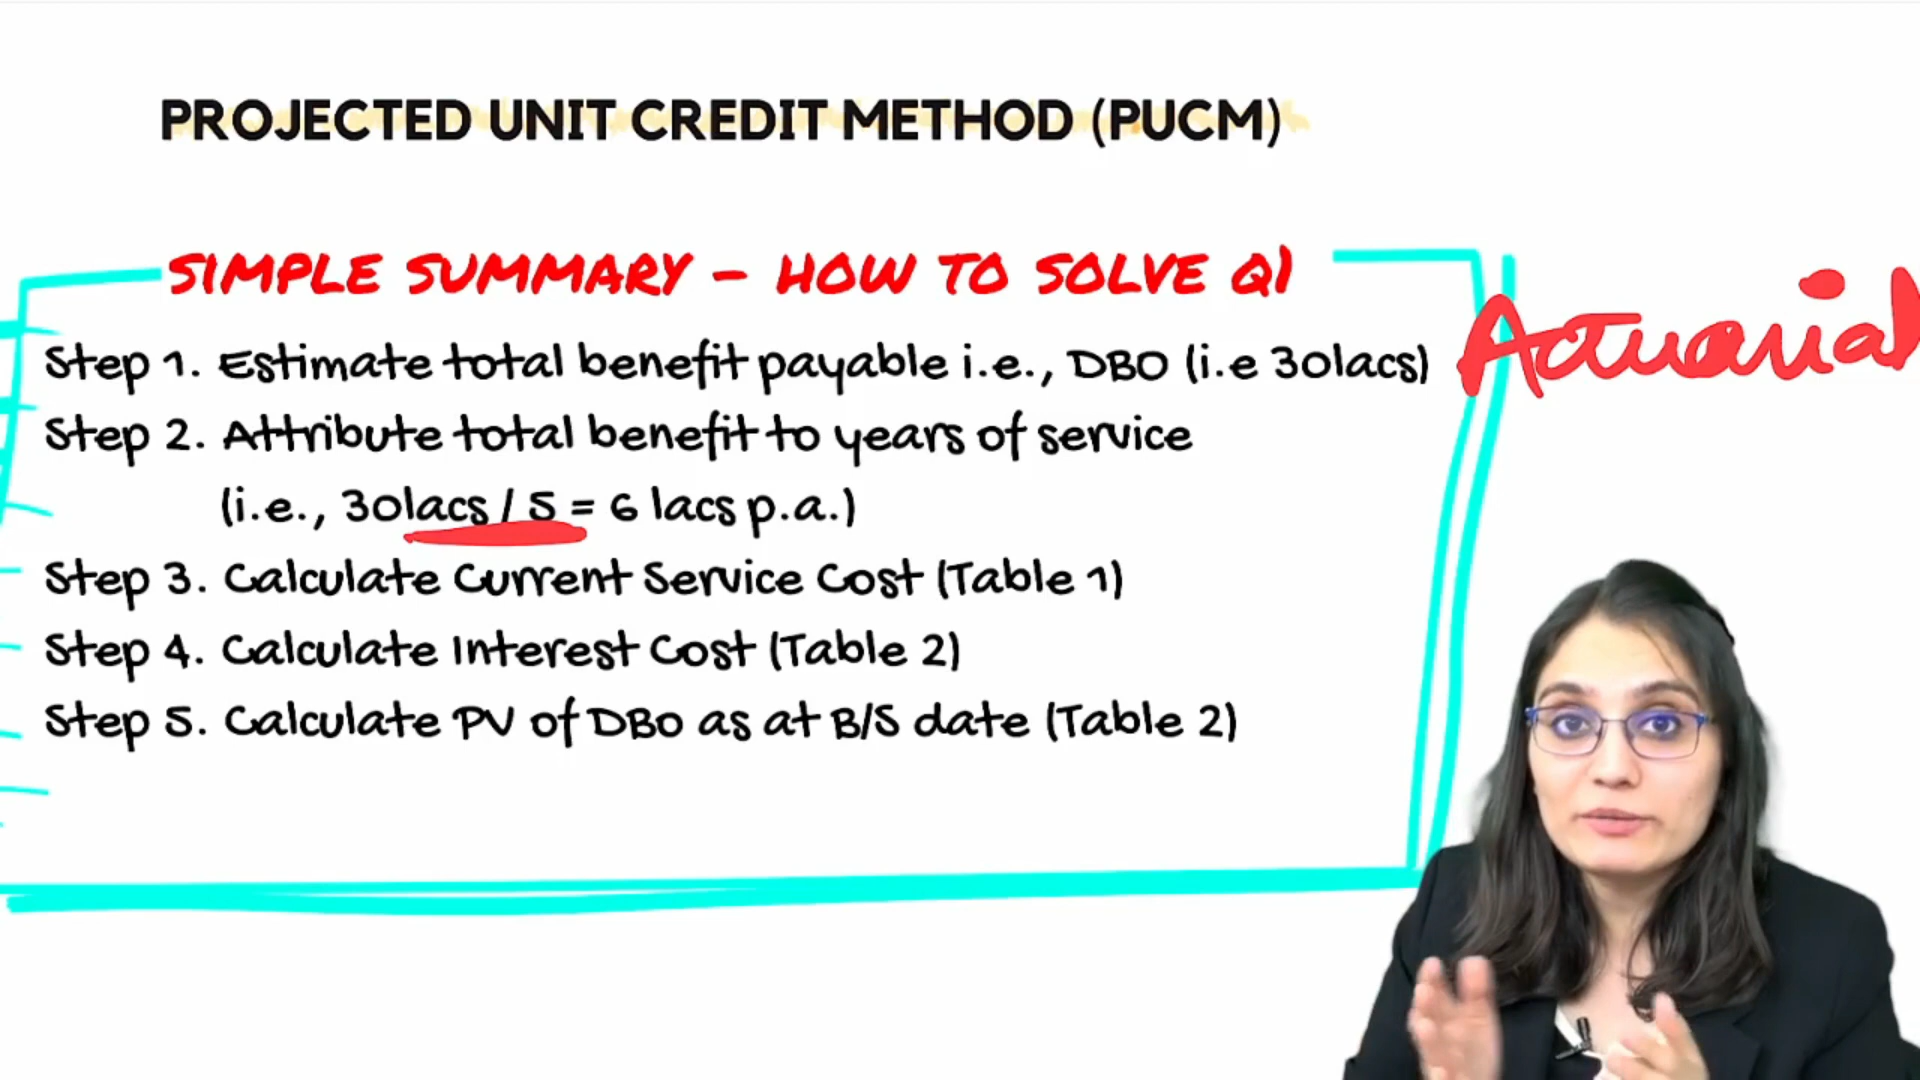 PROJECTED UNIT CREDIT METHOD (PUCM)
SIMPLE SUMMARY - HOW TO SOLVE Q1
Step 1. Estimate total benefit payable i.e., DBO (i.e 30lacs)
Actuarial
Step 2. Attribute total benefit to years of service
(i.e., 30lacs / 5 = 6 lacs p.a.)
Step 3. Calculate Current Service Cost (Table 1)
Step 4. Calculate Interest Cost (Table 2)
Step 5. Calculate PV of DBO as at B/S date (Table 2)